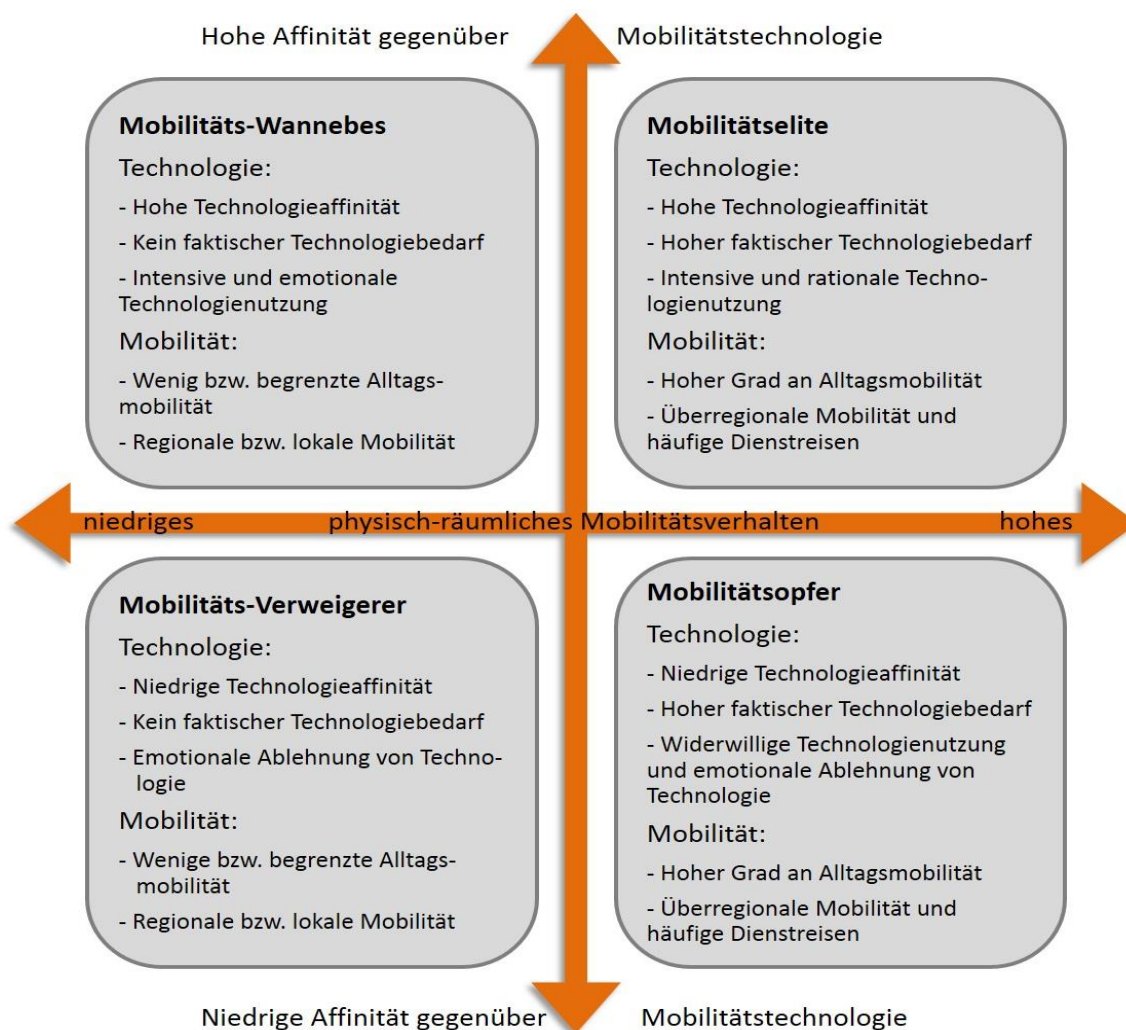 Hohe Affinität gegenüber Mobilitätstechnologie
Mobilitäts-Wannebes
Technologie:
- Hohe Technologieaffinität
- Kein faktischer Technologiebedarf
- Intensive und emotionale
Technologienutzung
Mobilität:
- Wenig bzw. begrenzte Alltags-
mobilität
- Regionale bzw. lokale Mobilität
Mobilitätselite
Technologie:
- Hohe Technologieaffinität
- Hoher faktischer Technologiebedarf
- Intensive und rationale Techno-
logienutzung
Mobilität:
- Hoher Grad an Alltagsmobilität
- Überregionale Mobilität und
häufige Dienstreisen
niedriges physisch-räumliches Mobilitätsverhalten hohes
Mobilitäts-Verweigerer
Technologie:
- Niedrige Technologieaffinität
- Kein faktischer Technologiebedarf
- Emotionale Ablehnung von Techno-
logie
Mobilität:
- Wenige bzw. begrenzte Alltags-
mobilität
- Regionale bzw. lokale Mobilität
Mobilitätsopfer
Technologie:
- Niedrige Technologieaffinität
- Hoher faktischer Technologiebedarf
- Widerwillige Technologienutzung
und emotionale Ablehnung von
Technologie
Mobilität:
- Hoher Grad an Alltagsmobilität
- Überregionale Mobilität und
häufige Dienstreisen
Niedrige Affinität gegenüber Mobilitätstechnologie